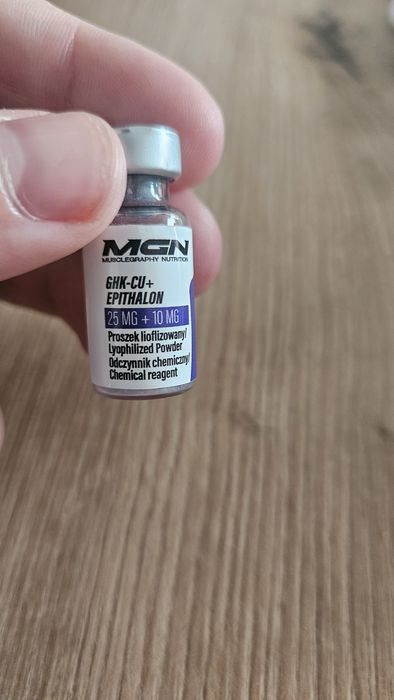 MGN
MUSCLEGRAPHY NUTRITION
GHK-CU+
EPITHALON
25 MG + 10 MG
Proszek liofilizowany/
Lyophilized Powder
Odczynnik chemiczny/
Chemical reagent